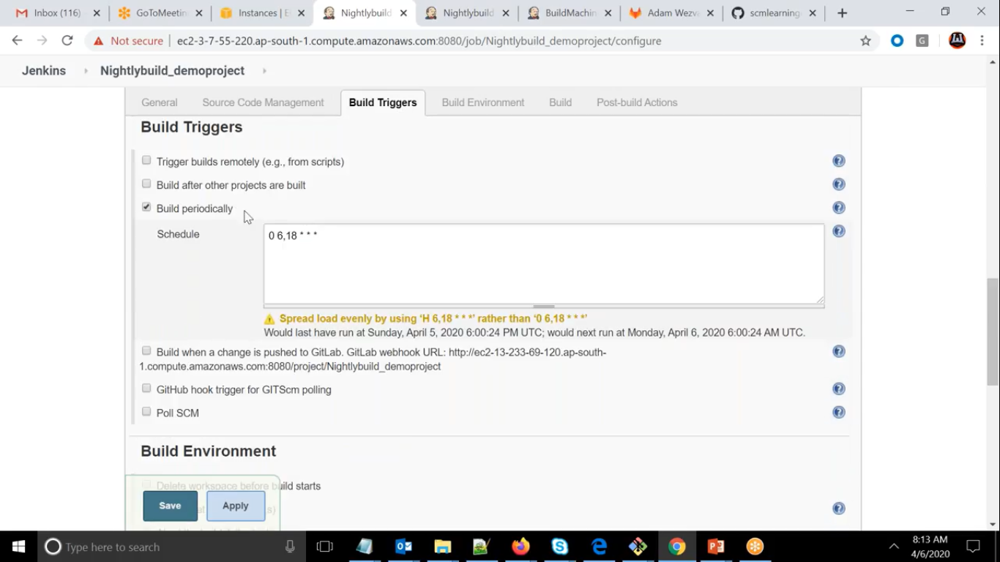 Inbox (116)
GoToMeetin
Instances | E
Nightlybuild
Nightlybuild
BuildMachin
Adam Wezva
scmlearning
Not secure | ec2-3-7-55-220.ap-south-1.compute.amazonaws.com:8080/job/Nightlybuild_demoproject/configure
Jenkins Nightlybuild_demoproject
General Source Code Management Build Triggers Build Environment Build Post-build Actions
Build Triggers
Trigger builds remotely (e.g., from scripts)
Build after other projects are built
Build periodically
Schedule
0 6,18 * * *
Spread load evenly by using ‘H 6,18 * * *’ rather than ‘0 6,18 * * *’
Would last have run at Sunday, April 5, 2020 6:00:24 PM UTC; would next run at Monday, April 6, 2020 6:00:24 AM UTC.
Build when a change is pushed to GitLab. GitLab webhook URL: http://ec2-13-233-69-120.ap-south-
1.compute.amazonaws.com:8080/project/Nightlybuild_demoproject
GitHub hook trigger for GITScm polling
Poll SCM
Build Environment
Delete workspace before build starts
Save Apply
Type here to search
8:13 AM
4/6/2020